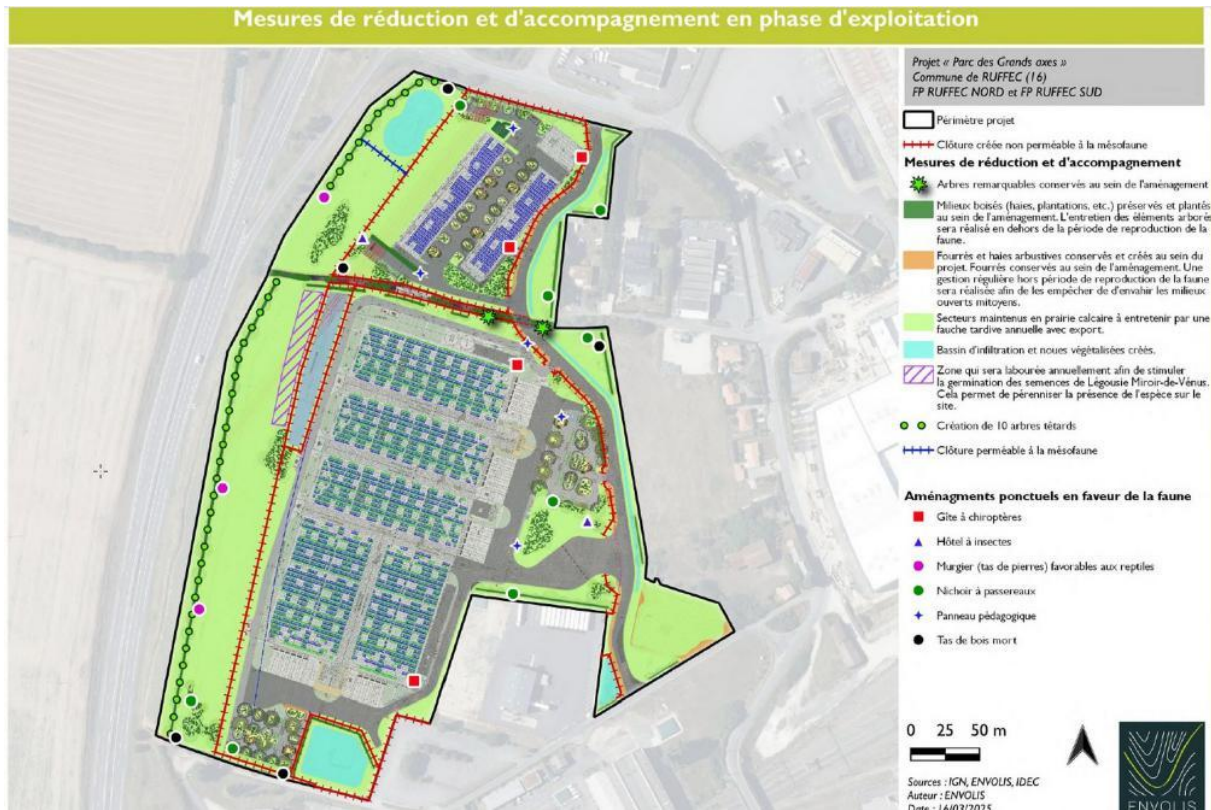 Mesures de réduction et d'accompagnement en phase d'exploitation
Projet « Parc des Grands axes »
Commune de RUFFEC (16)
FP RUFFEC NORD et FP RUFFEC SUD
Périmètre projet
Clôture créée non perméable à la mésofaune
Mesures de réduction et d'accompagnement
Arbres remarquables conservés au sein de l'aménagement
Milieux boisés (haies, plantations, etc.) préservés et plantés
au sein de l'aménagement. L'entretien des éléments arborés
sera réalisé en dehors de la période de reproduction de la
faune.
Fourrés et haies arbustives conservés et créés au sein du
projet. Fourrés conservés au sein de l'aménagement. Une
gestion régulière hors période de reproduction de la faune
sera réalisée afin de les empêcher de d'envahir les milieux
ouverts mitoyens.
Secteurs maintenus en prairie calcaire à entretenir par une
fauche tardive annuelle avec export.
Bassin d'infiltration et noues végétalisées créés.
Zone qui sera labourée annuellement afin de stimuler
la germination des semences de Légousie Miroir-de-Vénus.
Cela permet de pérenniser la présence de l'espèce sur le
site.
Création de 10 arbres têtards
Clôture perméable à la mésofaune
Aménagments ponctuels en faveur de la faune
Gîte à chiroptères
Hôtel à insectes
Murgier (tas de pierres) favorables aux reptiles
Nichoir à passereaux
Panneau pédagogique
Tas de bois mort
0 25 50 m
Sources : IGN, ENVOLIS, IDEC
Auteur : ENVOLIS
Date : 16/03/2025
ENVOLIS